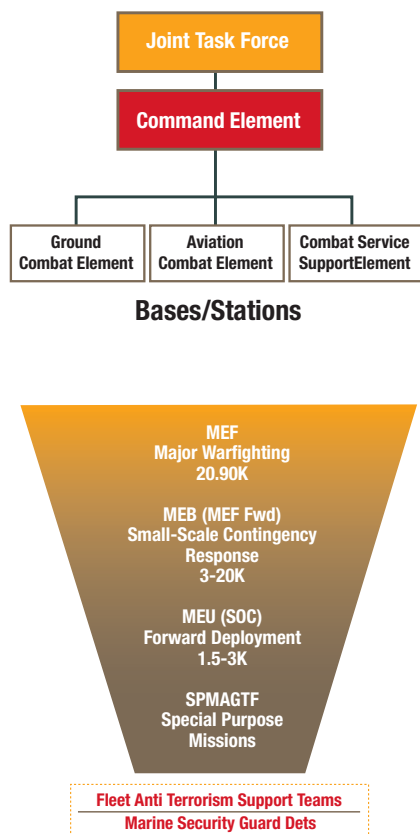 Joint Task Force
Command Element
Ground
Combat Element
Aviation
Combat Element
Combat Service
SupportElement
Bases/Stations
MEF
Major Warfighting
20.90K
MEB (MEF Fwd)
Small-Scale Contingency
Response
3-20K
MEU (SOC)
Forward Deployment
1.5-3K
SPMAGTF
Special Purpose
Missions
Fleet Anti Terrorism Support Teams
Marine Security Guard Dets